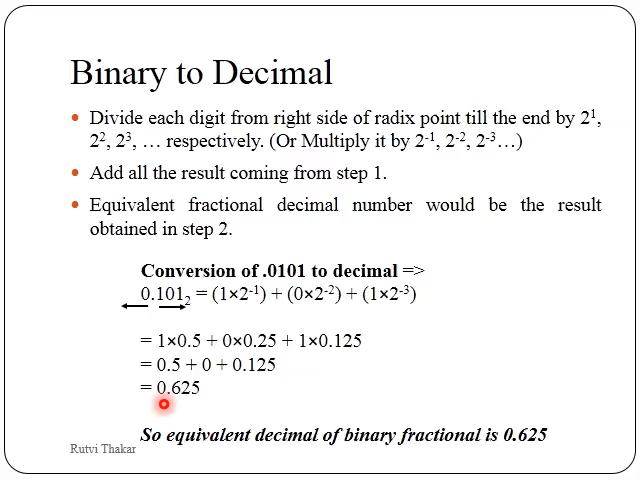 Binary to Decimal
• Divide each digit from right side of radix point till the end by 2¹,
2², 2³, … respectively. (Or Multiply it by 2⁻¹, 2⁻², 2⁻³…)
• Add all the result coming from step 1.
• Equivalent fractional decimal number would be the result
obtained in step 2.
Conversion of .0101 to decimal =>
0.101₂ = (1×2⁻¹) + (0×2⁻²) + (1×2⁻³)
= 1×0.5 + 0×0.25 + 1×0.125
= 0.5 + 0 + 0.125
= 0.625
So equivalent decimal of binary fractional is 0.625
Rutvi Thakar